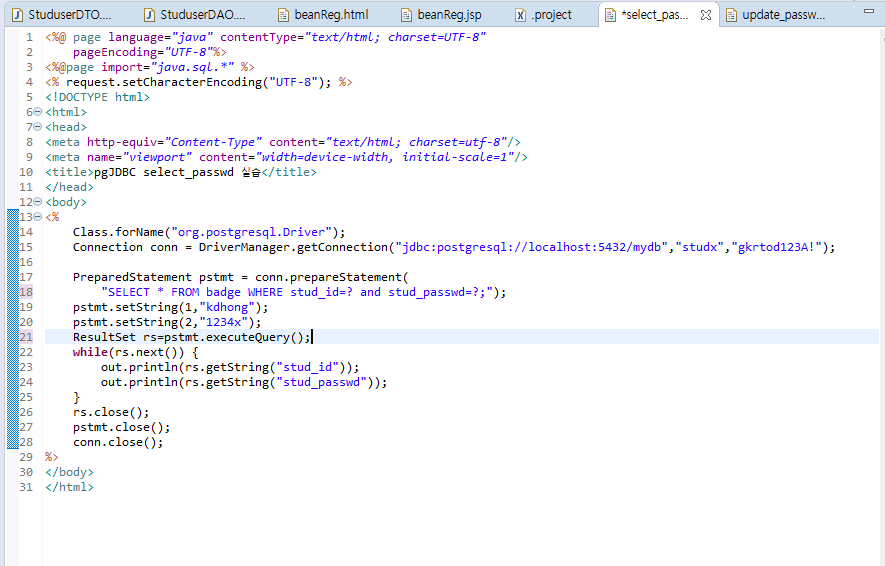 StuduserDTO.... StuduserDAO.... beanReg.html beanReg.jsp .project *select_pas... update_passw...
1 <%@ page language="java" contentType="text/html; charset=UTF-8"
2 pageEncoding="UTF-8"%>
3 <%@page import="java.sql.*" %>
4 <% request.setCharacterEncoding("UTF-8"); %>
5 <!DOCTYPE html>
6 <html>
7 <head>
8 <meta http-equiv="Content-Type" content="text/html; charset=utf-8"/>
9 <meta name="viewport" content="width=device-width, initial-scale=1"/>
10 <title>pgJDBC select_passwd 실습</title>
11 </head>
12 <body>
13 <%
14 Class.forName("org.postgresql.Driver");
15 Connection conn = DriverManager.getConnection("jdbc:postgresql://localhost:5432/mydb","studx","gkrtod123A!");
16
17 PreparedStatement pstmt = conn.prepareStatement(
18 "SELECT * FROM badge WHERE stud_id=? and stud_passwd=?;");
19 pstmt.setString(1,"kdhong");
20 pstmt.setString(2,"1234x");
21 ResultSet rs=pstmt.executeQuery();
22 while(rs.next()) {
23 out.println(rs.getString("stud_id"));
24 out.println(rs.getString("stud_passwd"));
25 }
26 rs.close();
27 pstmt.close();
28 conn.close();
29 %>
30 </body>
31 </html>